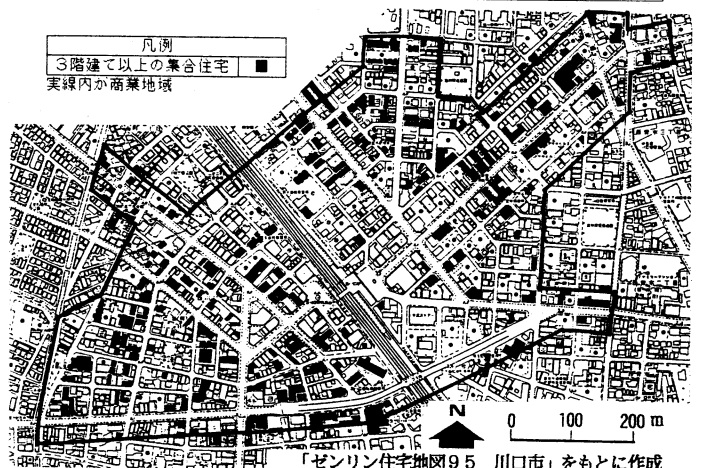 凡例
3階建て以上の集合住宅 ■
実線内が商業地域
N
0 100 200 m
「ゼンリン住宅地図95 川口市」をもとに作成